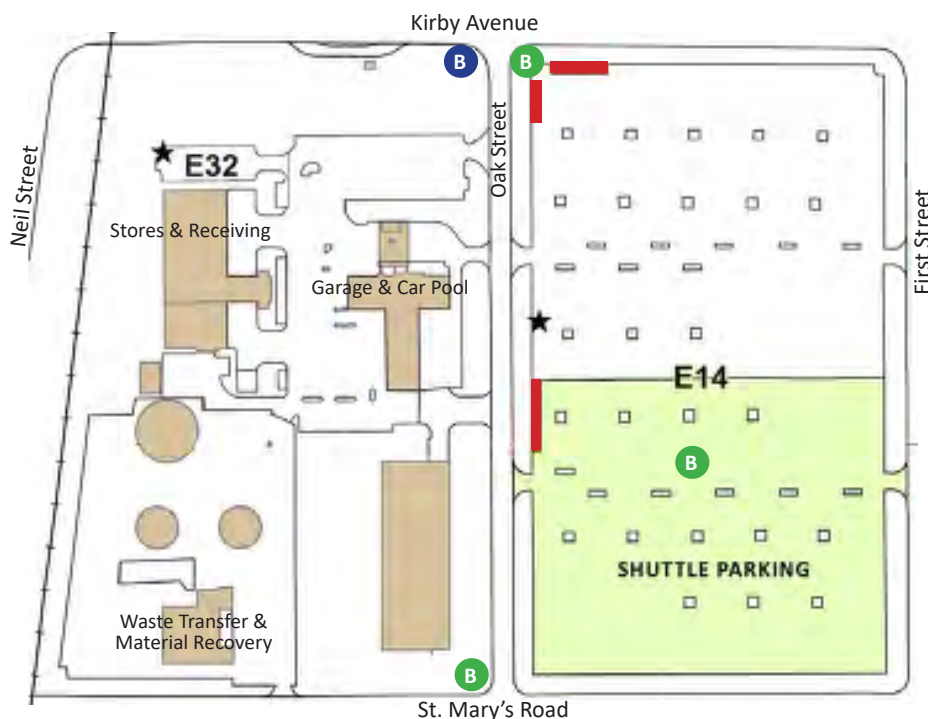 Kirby Avenue
B
B
Neil Street
Oak Street
First Street
E32
Stores & Receiving
Garage & Car Pool
E14
B
SHUTTLE PARKING
Waste Transfer &
Material Recovery
B
St. Mary's Road